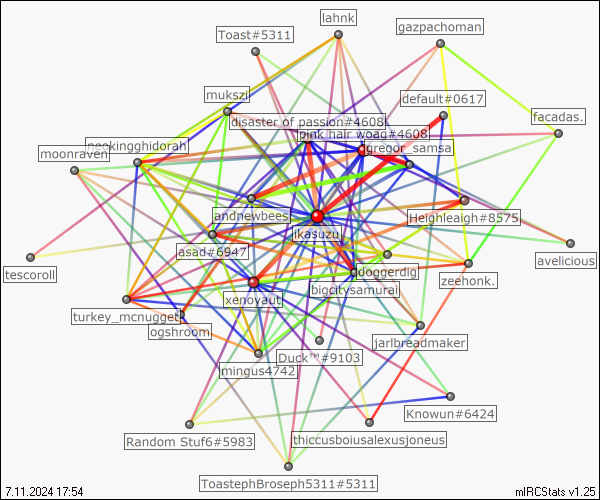 lahnk
gazpachoman
Toast#5311
mukszi
default#0617
disaster of passion#4608
facadas.
pink hair woag#4608
neokingghidorah
gregor_samsa
moonraven
andnewbees
Heighleigh#8575
jkasuzu
asad#6947
avelicious
tescoroll
doggerdig
zeehonk.
bigcitysamurai
xenoyaut
turkey_mcnugget
ogshroom
jarlbreadmaker
Duck™#9103
mingus4742
Knowun#6424
Random Stuf6#5983
thiccusboiusalexusjoneus
ToastephBroseph5311#5311
7.11.2024 17:54
mIRCStats v1.25